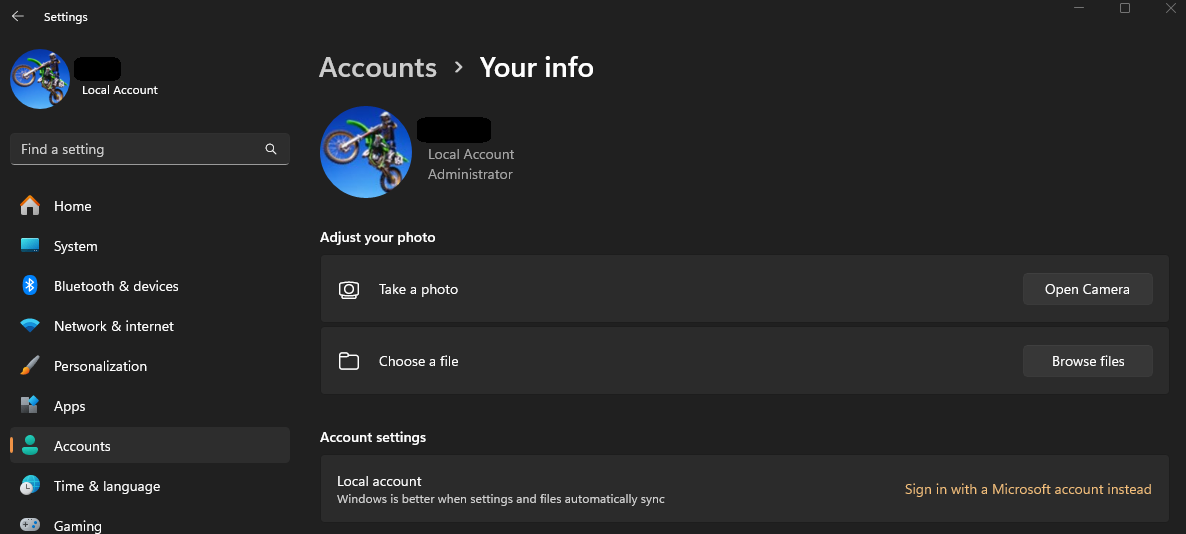 Settings
Local Account
Find a setting
Home
System
Bluetooth & devices
Network & internet
Personalization
Apps
Accounts
Time & language
Gaming
Accounts > Your info
Local Account
Administrator
Adjust your photo
Take a photo
Open Camera
Choose a file
Browse files
Account settings
Local account
Windows is better when settings and files automatically sync
Sign in with a Microsoft account instead